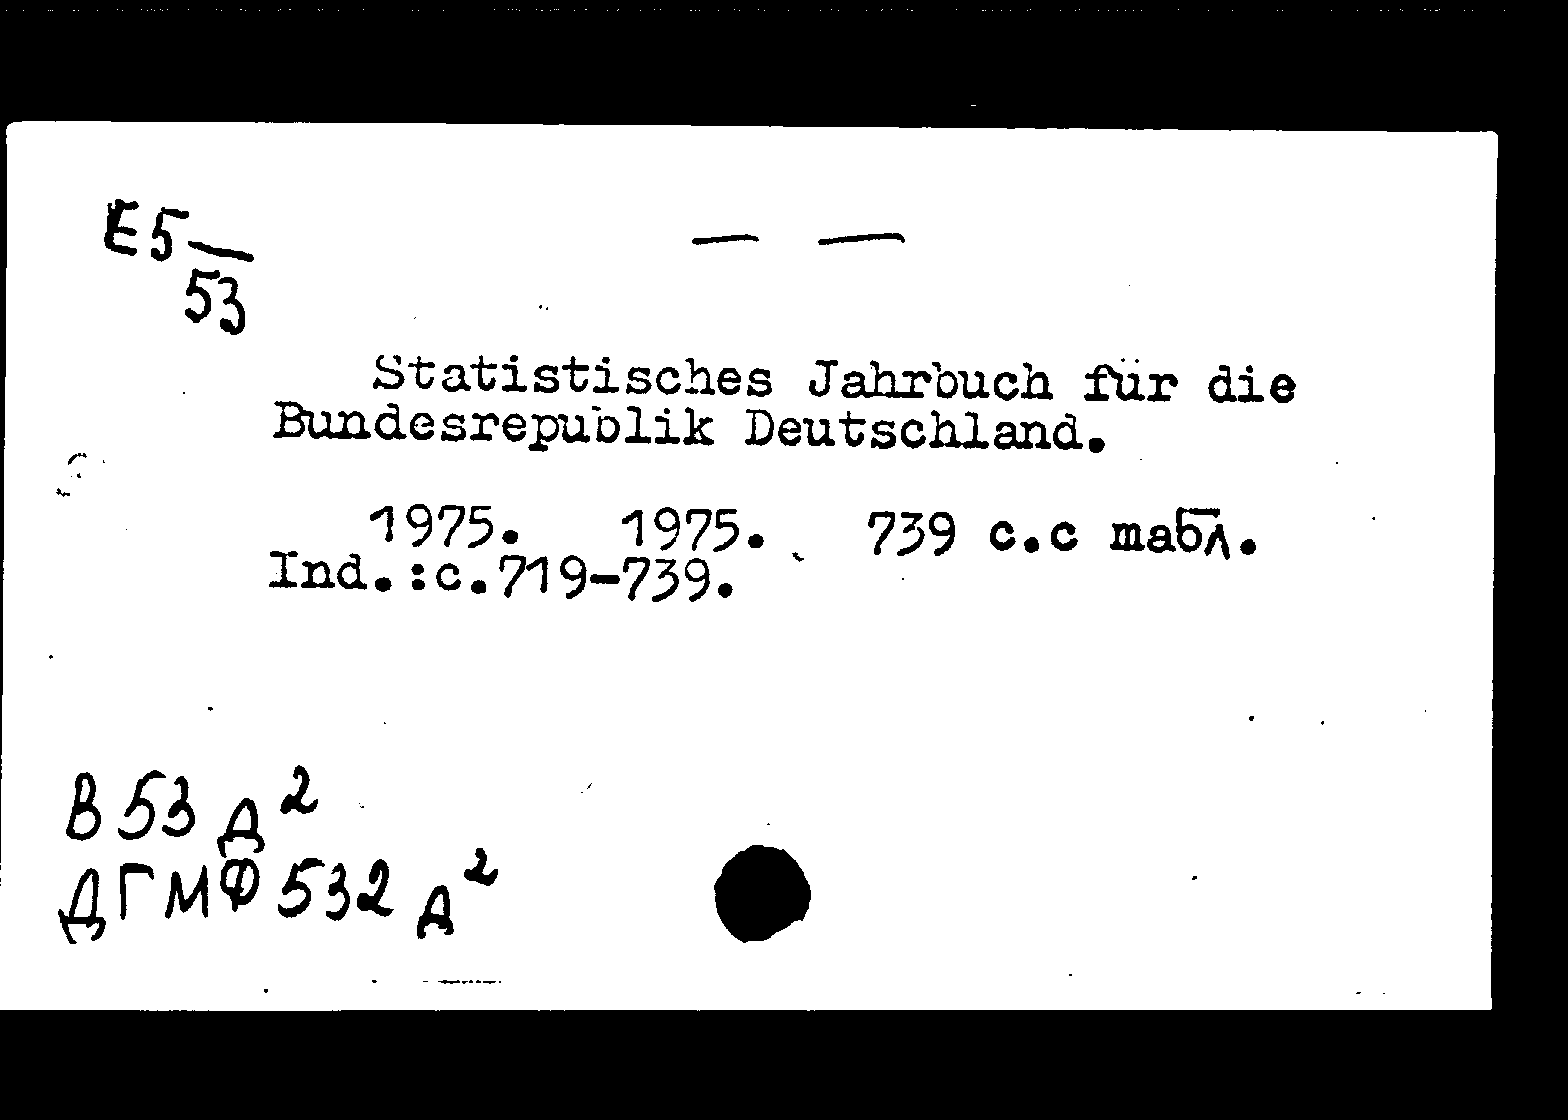 Е5
53
— —
Statistisches Jahrbuch für die
Bundesrepublik Deutschland.
1975. 1975. 739 с.с табл.
Ind.:c.719-739.
В 53 д²
ДГМФ 532 д²